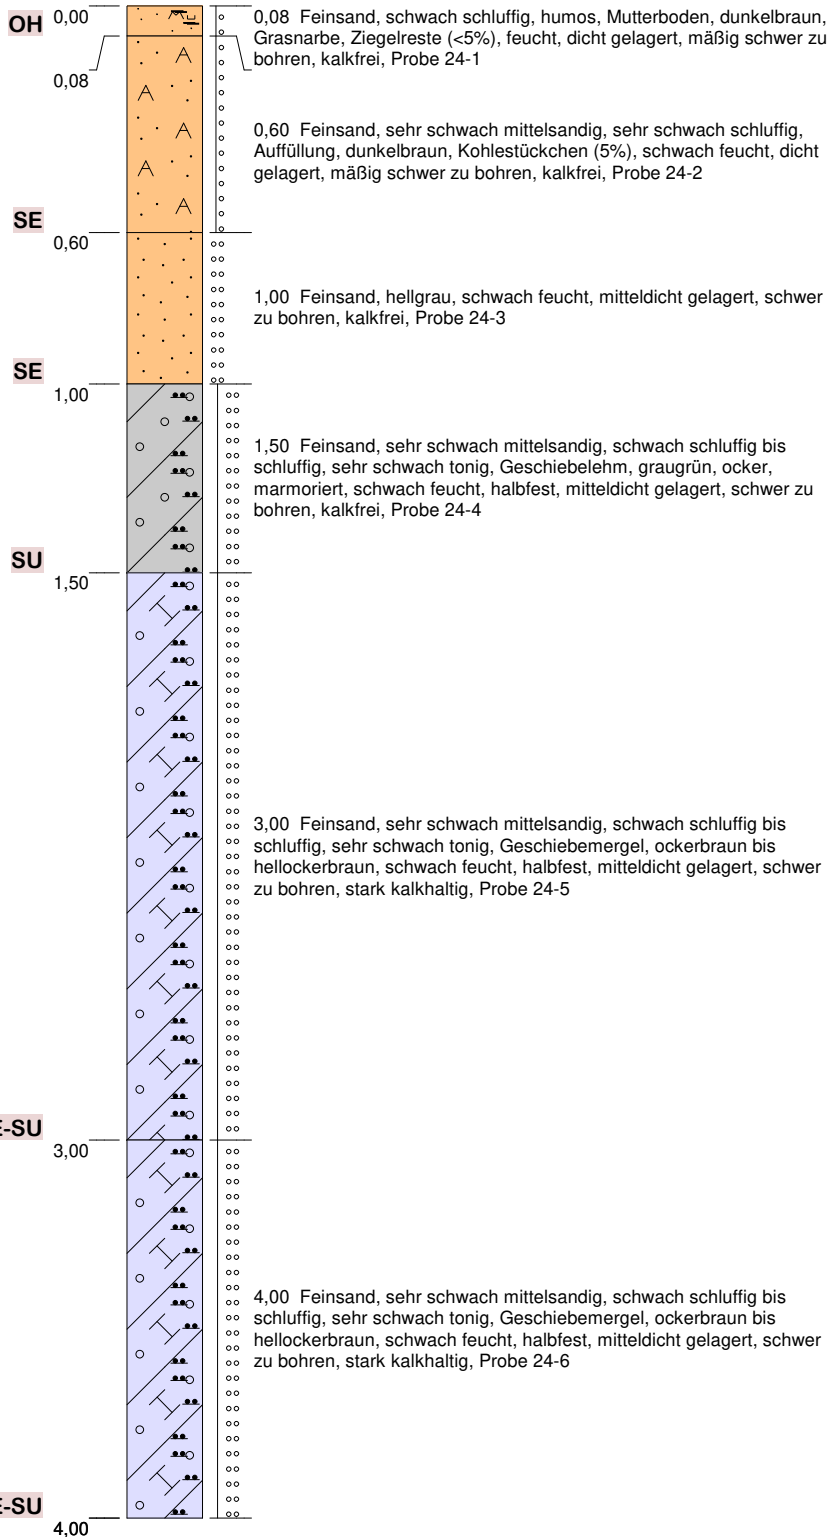 OH
0,00
0,08 Feinsand, schwach schluffig, humos, Mutterboden, dunkelbraun,
Grasnarbe, Ziegelreste (<5%), feucht, dicht gelagert, mäßig schwer zu
bohren, kalkfrei, Probe 24-1
0,08
0,60 Feinsand, sehr schwach mittelsandig, sehr schwach schluffig,
Auffüllung, dunkelbraun, Kohlestückchen (5%), schwach feucht, dicht
gelagert, mäßig schwer zu bohren, kalkfrei, Probe 24-2
SE
0,60
1,00 Feinsand, hellgrau, schwach feucht, mitteldicht gelagert, schwer
zu bohren, kalkfrei, Probe 24-3
SE
1,00
1,50 Feinsand, sehr schwach mittelsandig, schwach schluffig bis
schluffig, sehr schwach tonig, Geschiebelehm, graugrün, ocker,
marmoriert, schwach feucht, halbfest, mitteldicht gelagert, schwer zu
bohren, kalkfrei, Probe 24-4
SU
1,50
3,00 Feinsand, sehr schwach mittelsandig, schwach schluffig bis
schluffig, sehr schwach tonig, Geschiebemergel, ockerbraun bis
hellockerbraun, schwach feucht, halbfest, mitteldicht gelagert, schwer
zu bohren, stark kalkhaltig, Probe 24-5
E-SU
3,00
4,00 Feinsand, sehr schwach mittelsandig, schwach schluffig bis
schluffig, sehr schwach tonig, Geschiebemergel, ockerbraun bis
hellockerbraun, schwach feucht, halbfest, mitteldicht gelagert, schwer
zu bohren, stark kalkhaltig, Probe 24-6
E-SU
4,00